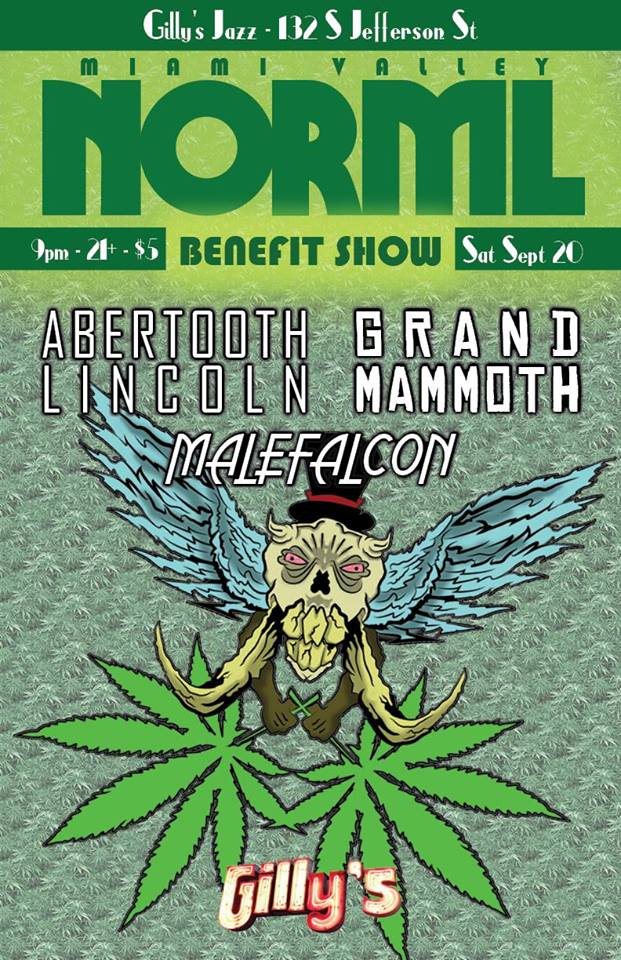 Gilly's Jazz - 132 S Jefferson St
MIAMI VALLEY
NORML
9pm - 21+ - $5
BENEFIT SHOW
Sat Sept 20
ABERTOOTH
LINCOLN
GRAND
MAMMOTH
MALEFALCON
Gilly's